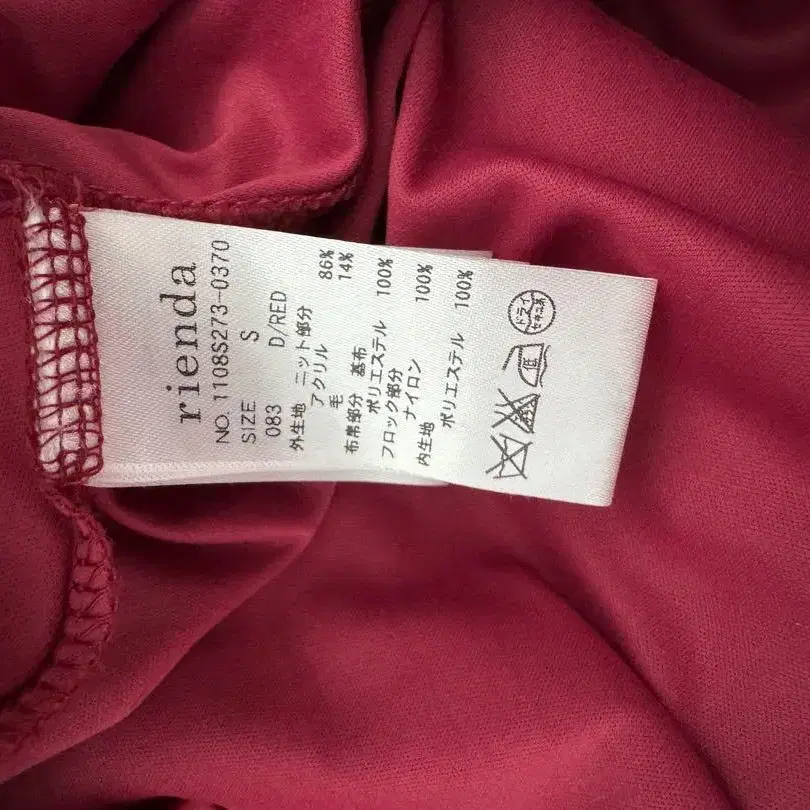 rienda
NO. 1108S273-0370
SIZE S
083 D/RED
外生地 ニット部分
アクリル 86%
毛 14%
布帛部分 基布
ポリエステル 100%
フロック部分
ナイロン 100%
内生地
ポリエステル 100%
ドライ
セキユ系
低